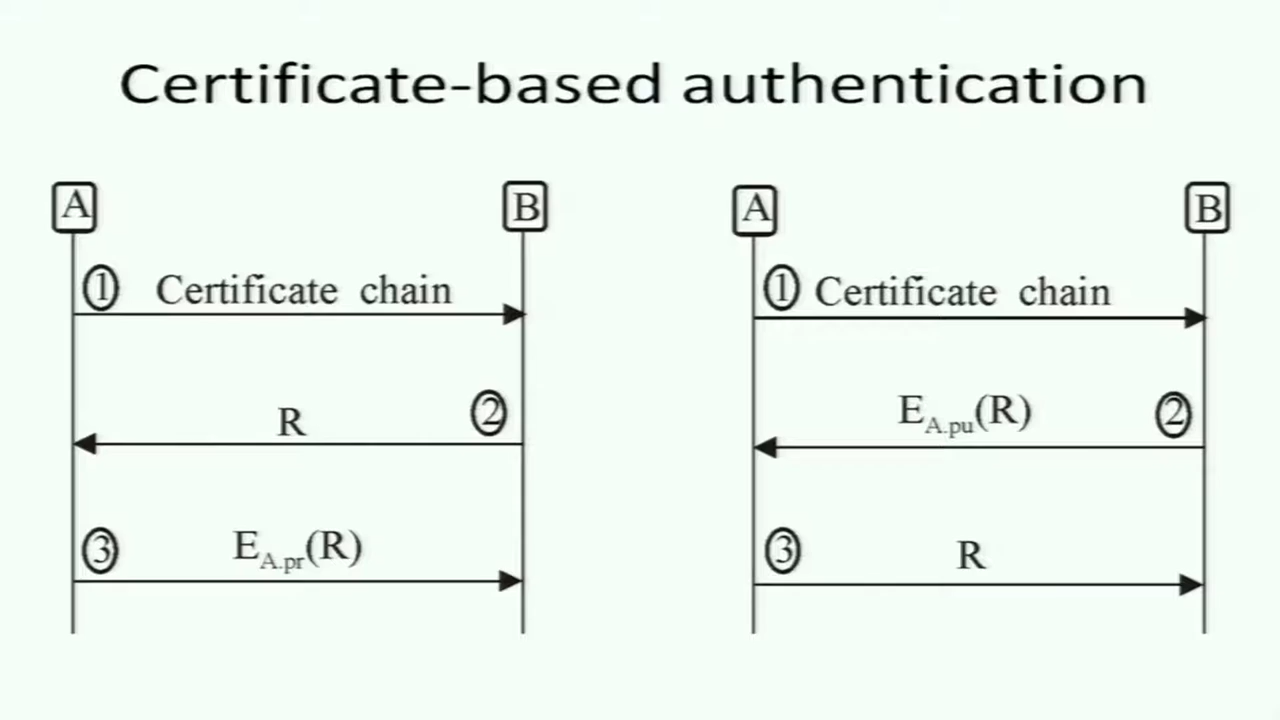 Certificate-based authentication
A
B
① Certificate chain
R ②
③ E_A.pr(R)
A
B
① Certificate chain
E_A.pu(R) ②
③ R